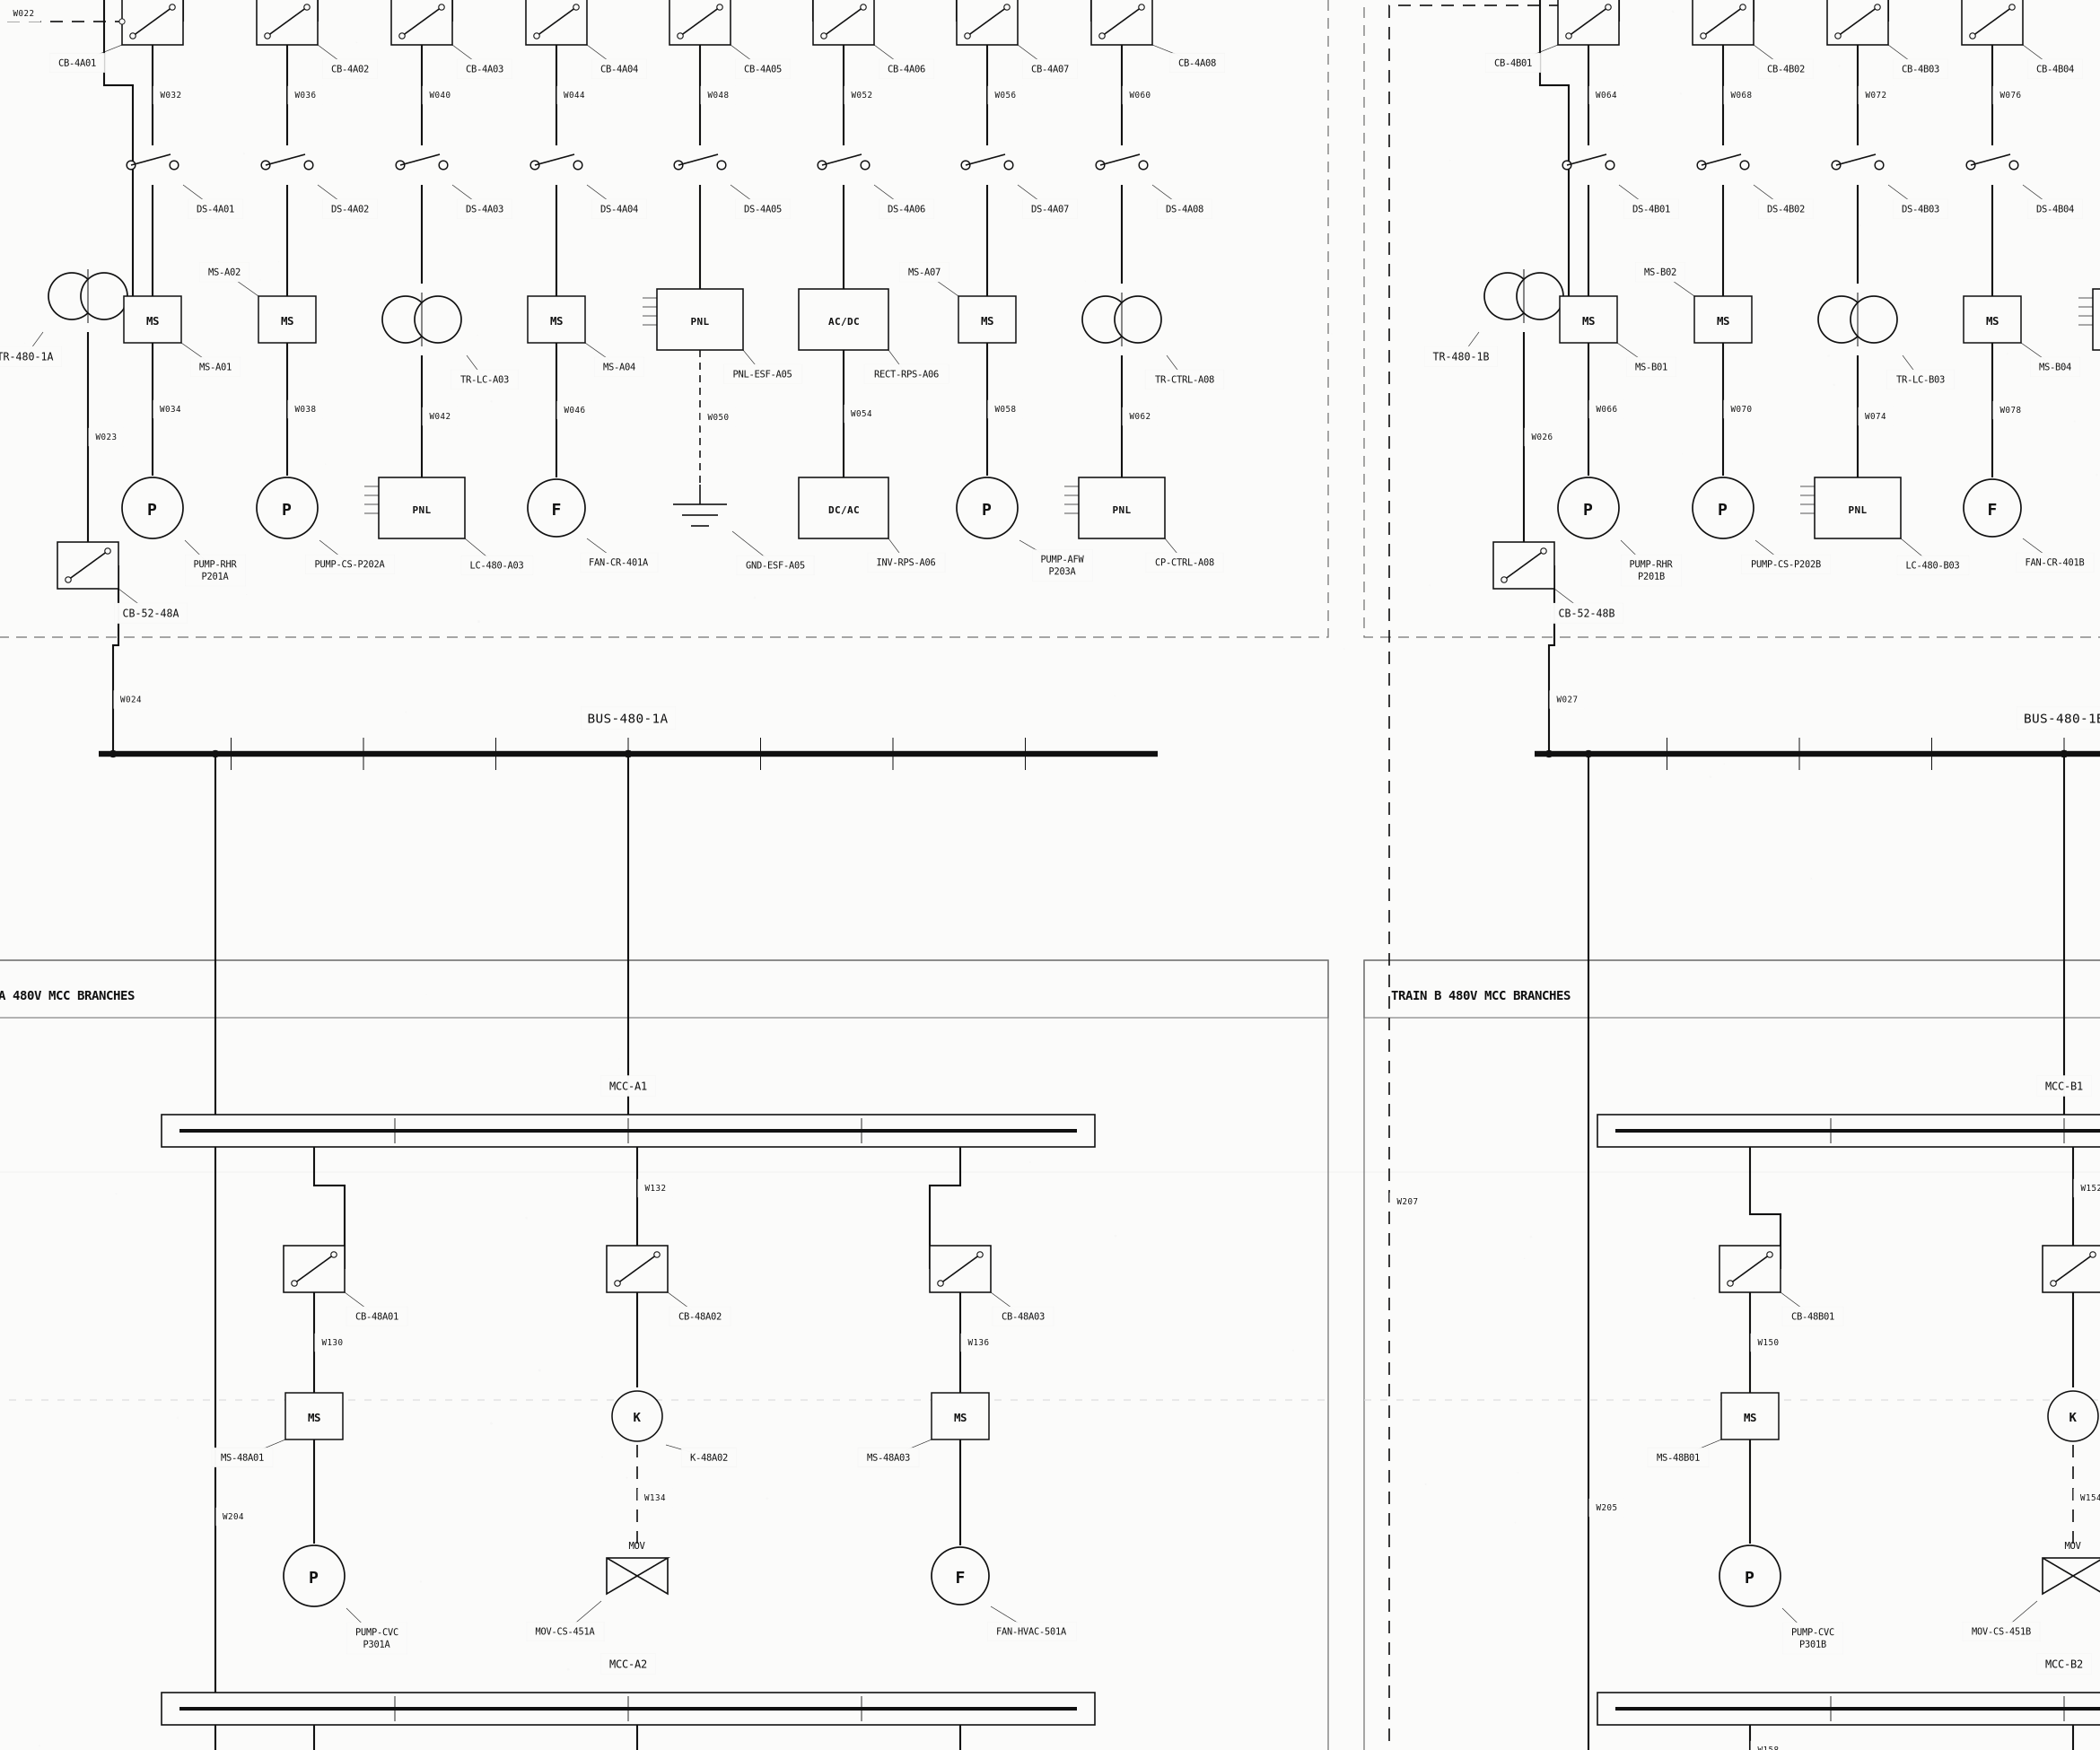 W022
CB-4A01
CB-4A02
CB-4A03
CB-4A04
CB-4A05
CB-4A06
CB-4A07
CB-4A08
CB-4B01
CB-4B02
CB-4B03
CB-4B04
W032
W036
W040
W044
W048
W052
W056
W060
W064
W068
W072
W076
DS-4A01
DS-4A02
DS-4A03
DS-4A04
DS-4A05
DS-4A06
DS-4A07
DS-4A08
DS-4B01
DS-4B02
DS-4B03
DS-4B04
MS-A02
MS-A07
MS-B02
MS
MS
MS
PNL
AC/DC
MS
MS
MS
MS
TR-480-1A
MS-A01
TR-LC-A03
MS-A04
PNL-ESF-A05
RECT-RPS-A06
TR-CTRL-A08
TR-480-1B
MS-B01
TR-LC-B03
MS-B04
W023
W034
W038
W042
W046
W050
W054
W058
W062
W026
W066
W070
W074
W078
P
P
PNL
F
DC/AC
P
PNL
P
P
PNL
F
PUMP-RHR
P201A
PUMP-CS-P202A
LC-480-A03
FAN-CR-401A
GND-ESF-A05
INV-RPS-A06
PUMP-AFW
P203A
CP-CTRL-A08
PUMP-RHR
P201B
PUMP-CS-P202B
LC-480-B03
FAN-CR-401B
CB-52-48A
CB-52-48B
W024
W027
BUS-480-1A
BUS-480-1B
A 480V MCC BRANCHES
TRAIN B 480V MCC BRANCHES
MCC-A1
MCC-B1
W132
W207
W152
CB-48A01
CB-48A02
CB-48A03
CB-48B01
W130
W136
W150
MS
K
MS
MS
K
MS-48A01
K-48A02
MS-48A03
MS-48B01
W134
W154
W204
W205
MOV
MOV
P
F
P
PUMP-CVC
P301A
MOV-CS-451A
FAN-HVAC-501A
PUMP-CVC
P301B
MOV-CS-451B
MCC-A2
MCC-B2
W158